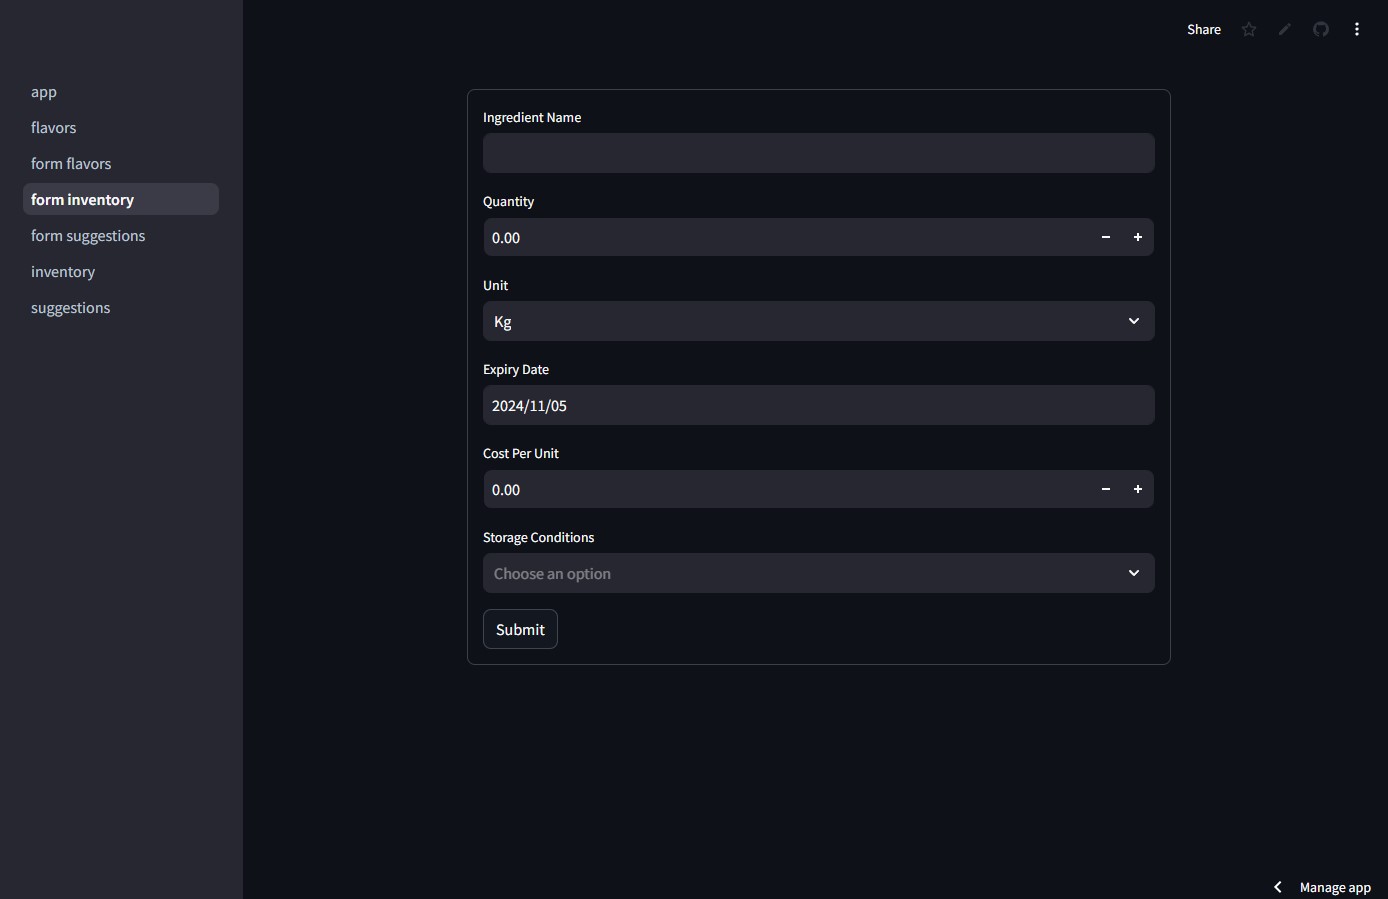 Share
app
flavors
form flavors
form inventory
form suggestions
inventory
suggestions
Ingredient Name
Quantity
0.00
Unit
Kg
Expiry Date
2024/11/05
Cost Per Unit
0.00
Storage Conditions
Choose an option
Submit
Manage app